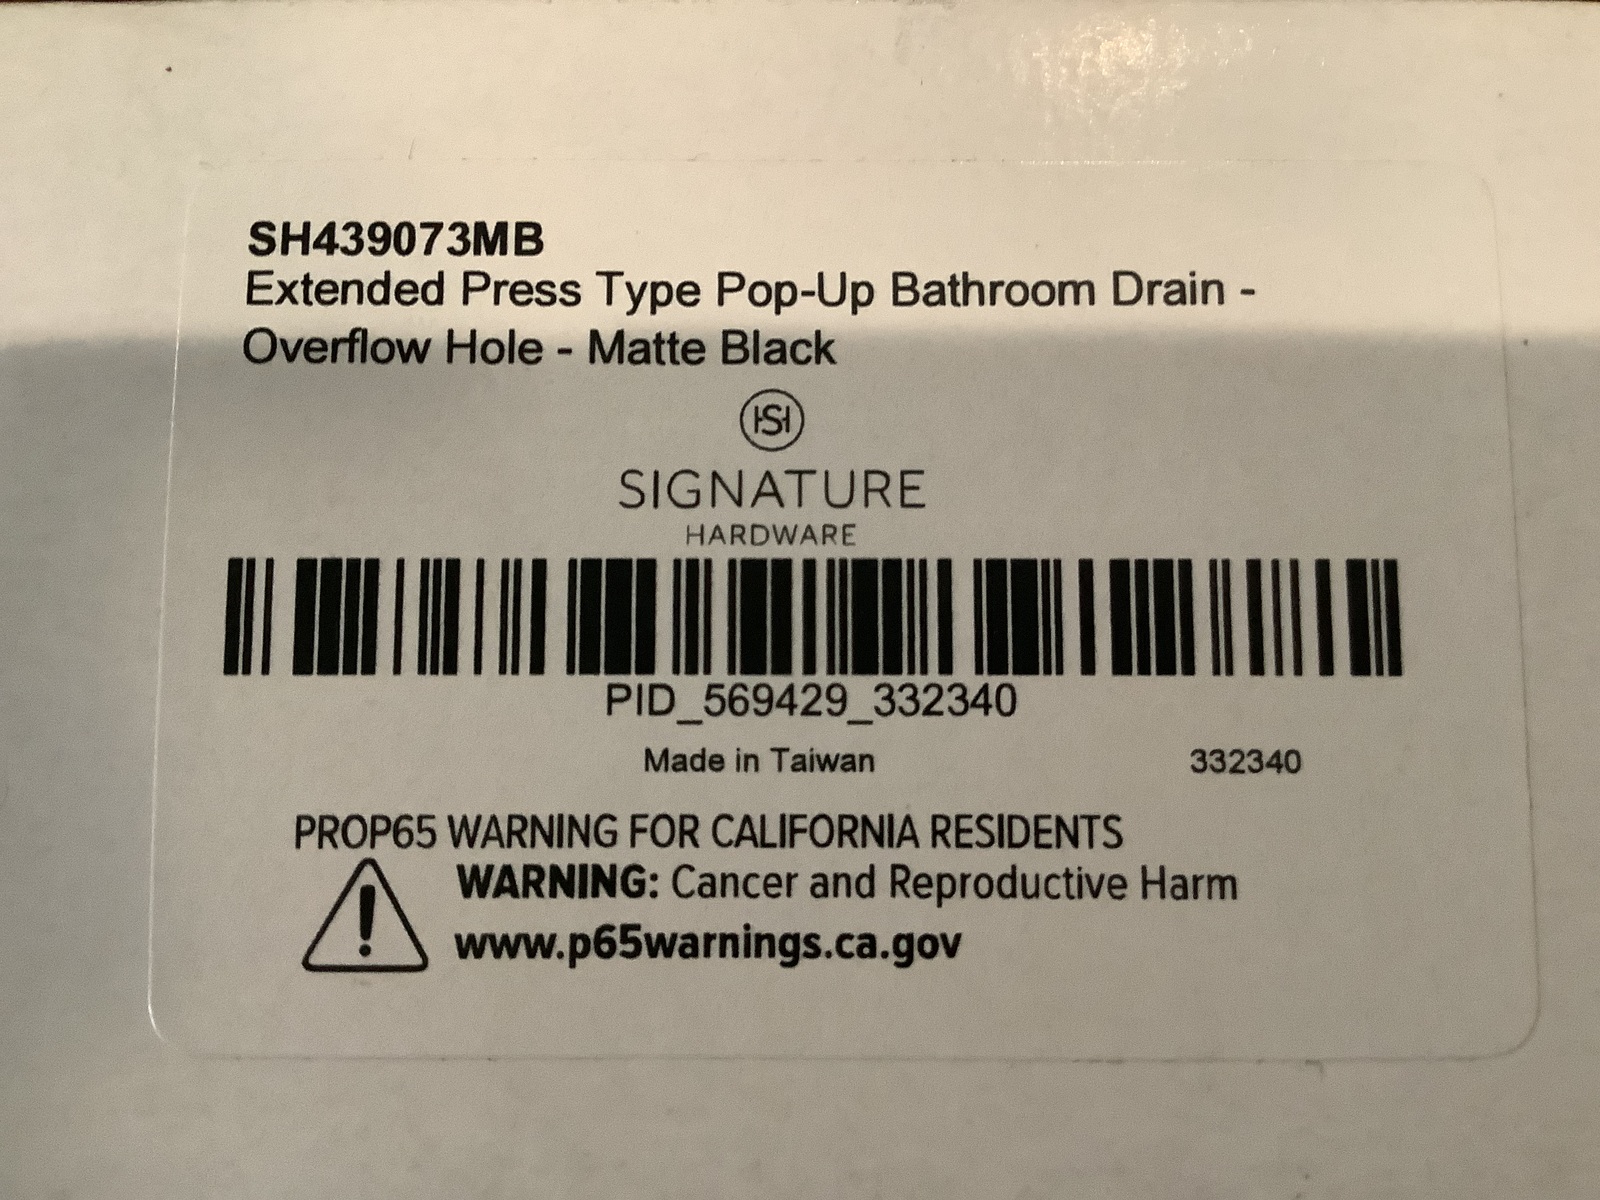 SH439073MB
Extended Press Type Pop-Up Bathroom Drain -
Overflow Hole - Matte Black
SH
SIGNATURE
HARDWARE
PID_569429_332340
Made in Taiwan 332340
PROP65 WARNING FOR CALIFORNIA RESIDENTS
! WARNING: Cancer and Reproductive Harm
www.p65warnings.ca.gov